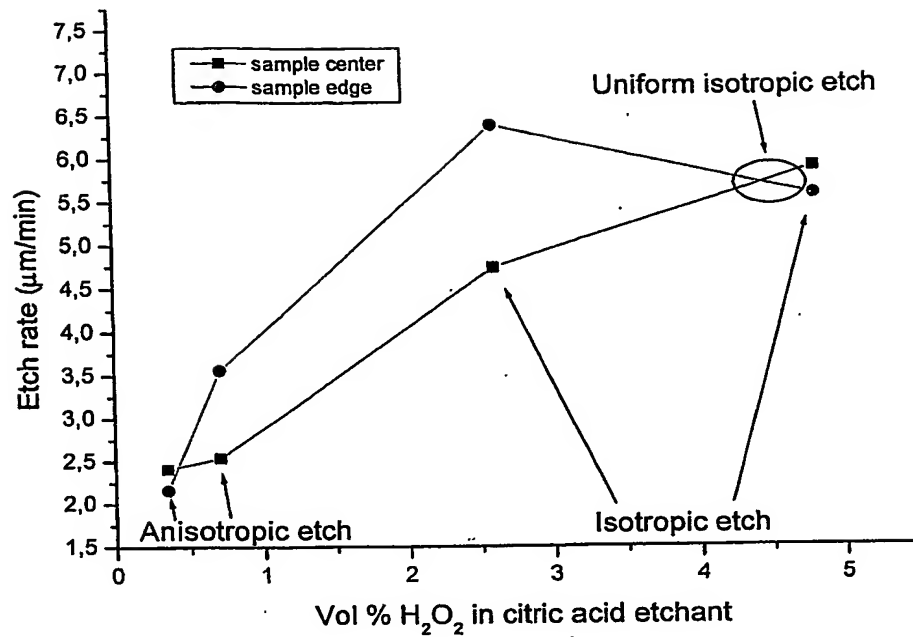 7,5
7,0
6,5
6,0
5,5
5,0
4,5
4,0
3,5
3,0
2,5
2,0
1,5
Etch rate (μm/min)
sample center
sample edge
Uniform isotropic etch
Anisotropic etch
Isotropic etch
0 1 2 3 4 5
Vol % H₂O₂ in citric acid etchant